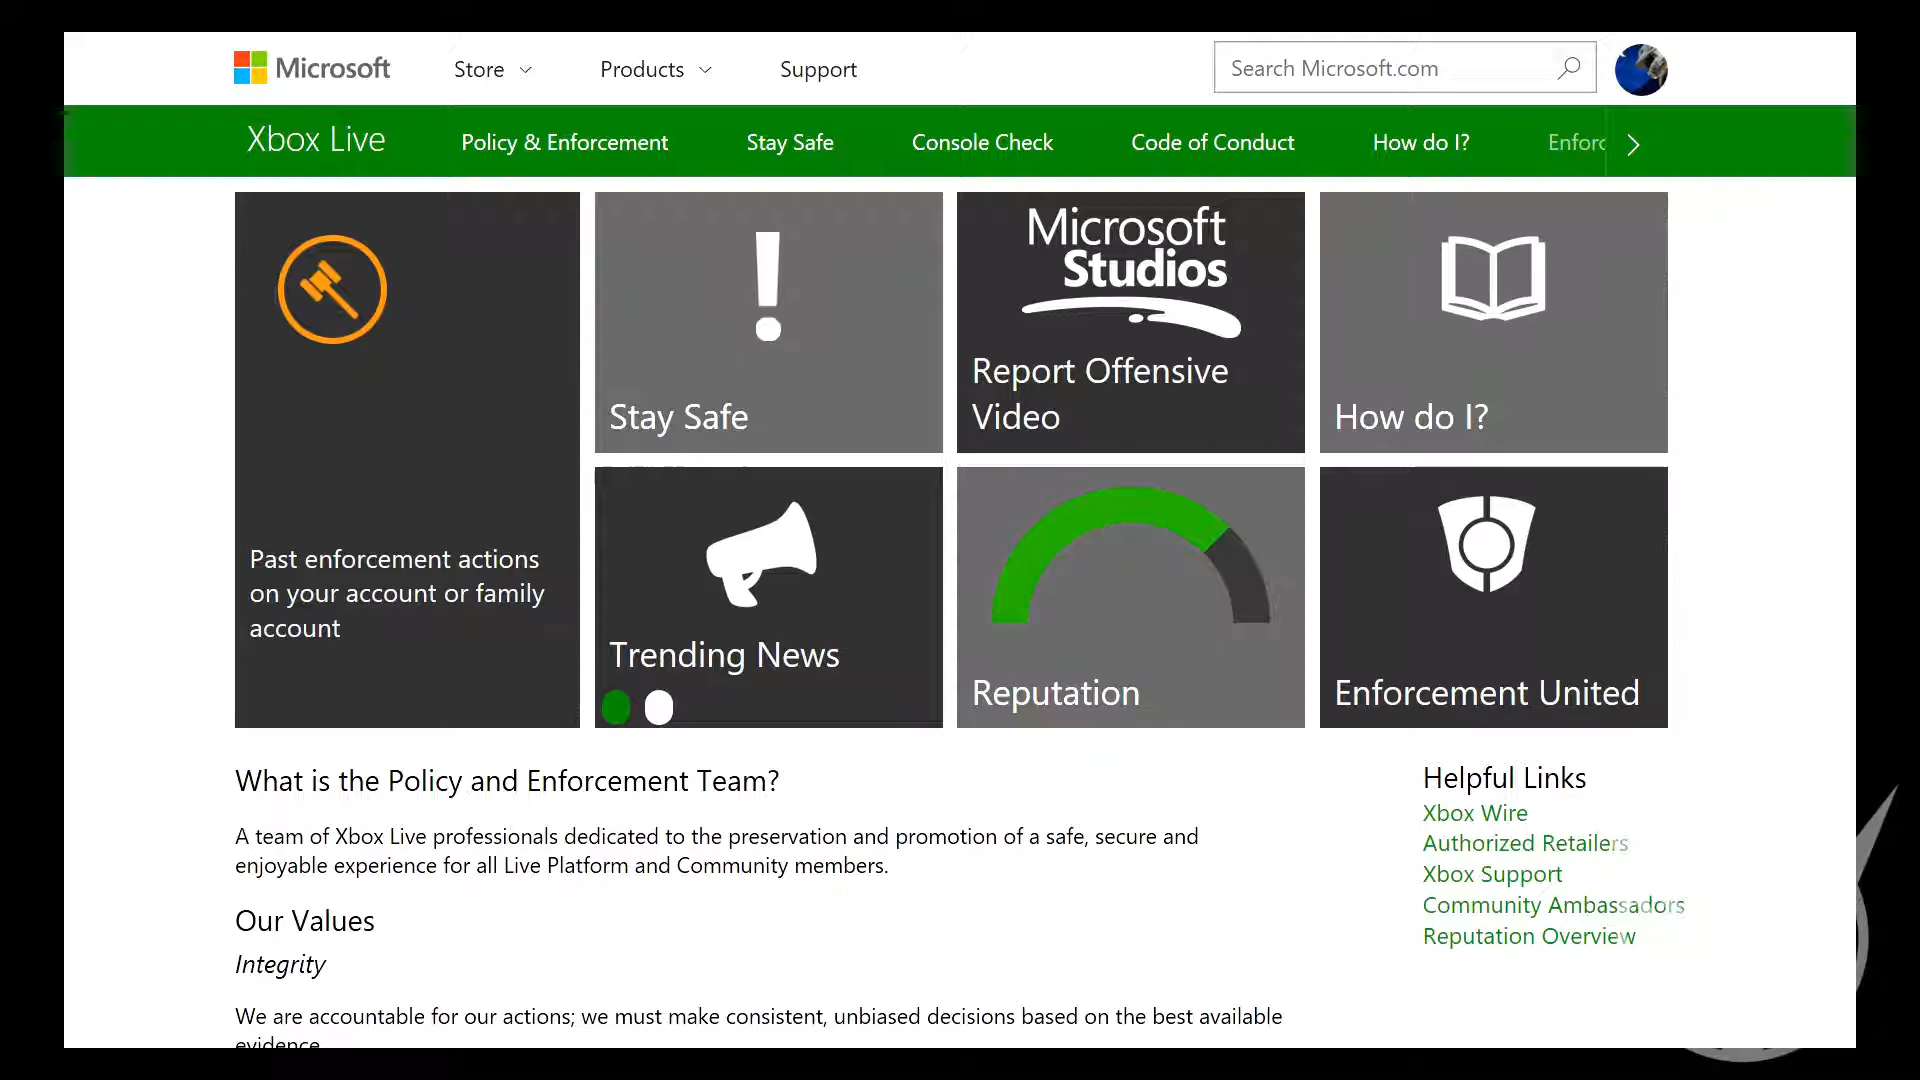 Microsoft
Store
Products
Support
Search Microsoft.com
Xbox Live
Policy & Enforcement
Stay Safe
Console Check
Code of Conduct
How do I?
Enforc
Past enforcement actions
on your account or family
account
Stay Safe
Microsoft
Studios
Report Offensive
Video
How do I?
Trending News
Reputation
Enforcement United
What is the Policy and Enforcement Team?
A team of Xbox Live professionals dedicated to the preservation and promotion of a safe, secure and
enjoyable experience for all Live Platform and Community members.
Our Values
Integrity
We are accountable for our actions; we must make consistent, unbiased decisions based on the best available
evidence
Helpful Links
Xbox Wire
Authorized Retailers
Xbox Support
Community Ambassadors
Reputation Overview